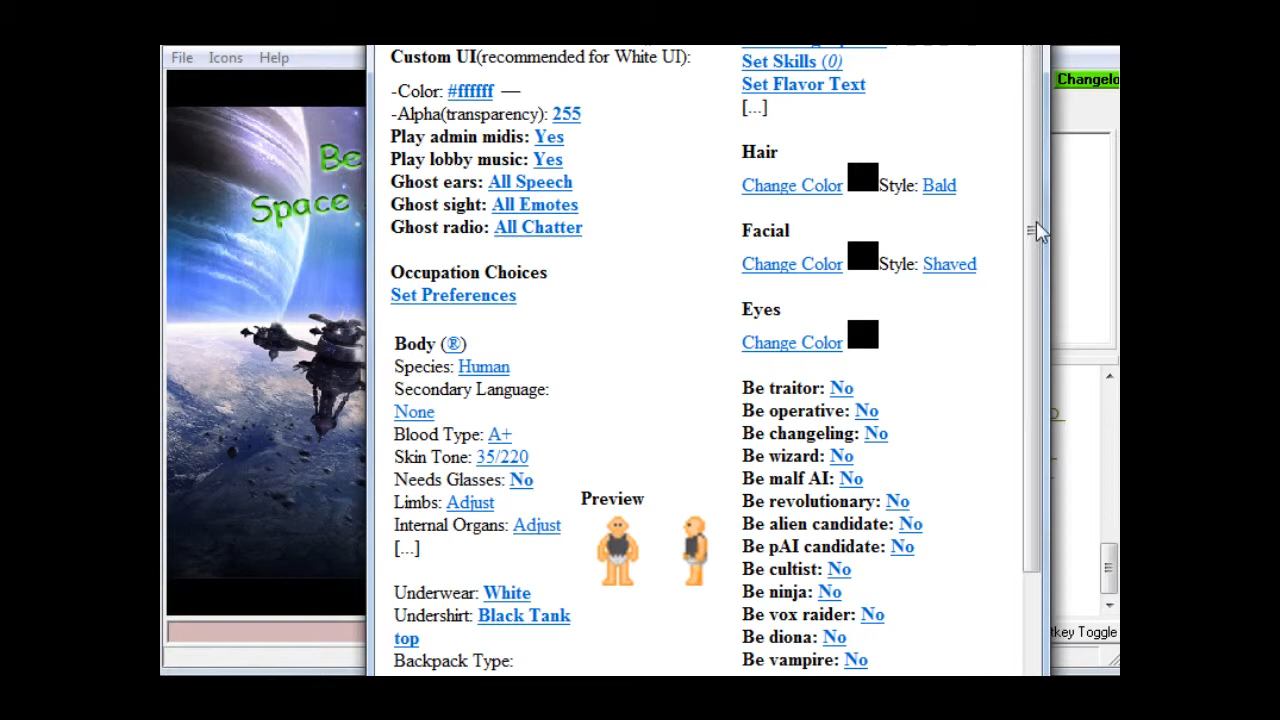 File Icons Help
Be
Space
Custom UI(recommended for White UI):
-Color: #ffffff —
-Alpha(transparency): 255
Play admin midis: Yes
Play lobby music: Yes
Ghost ears: All Speech
Ghost sight: All Emotes
Ghost radio: All Chatter
Occupation Choices
Set Preferences
Body (®)
Species: Human
Secondary Language:
None
Blood Type: A+
Skin Tone: 35/220
Needs Glasses: No
Limbs: Adjust
Internal Organs: Adjust
[...]
Preview
Underwear: White
Undershirt: Black Tank
top
Backpack Type:
Set Skills (0)
Set Flavor Text
[...]
Hair
Change Color Style: Bald
Facial
Change Color Style: Shaved
Eyes
Change Color
Be traitor: No
Be operative: No
Be changeling: No
Be wizard: No
Be malf AI: No
Be revolutionary: No
Be alien candidate: No
Be pAI candidate: No
Be cultist: No
Be ninja: No
Be vox raider: No
Be diona: No
Be vampire: No
Changelo
tkey Toggle